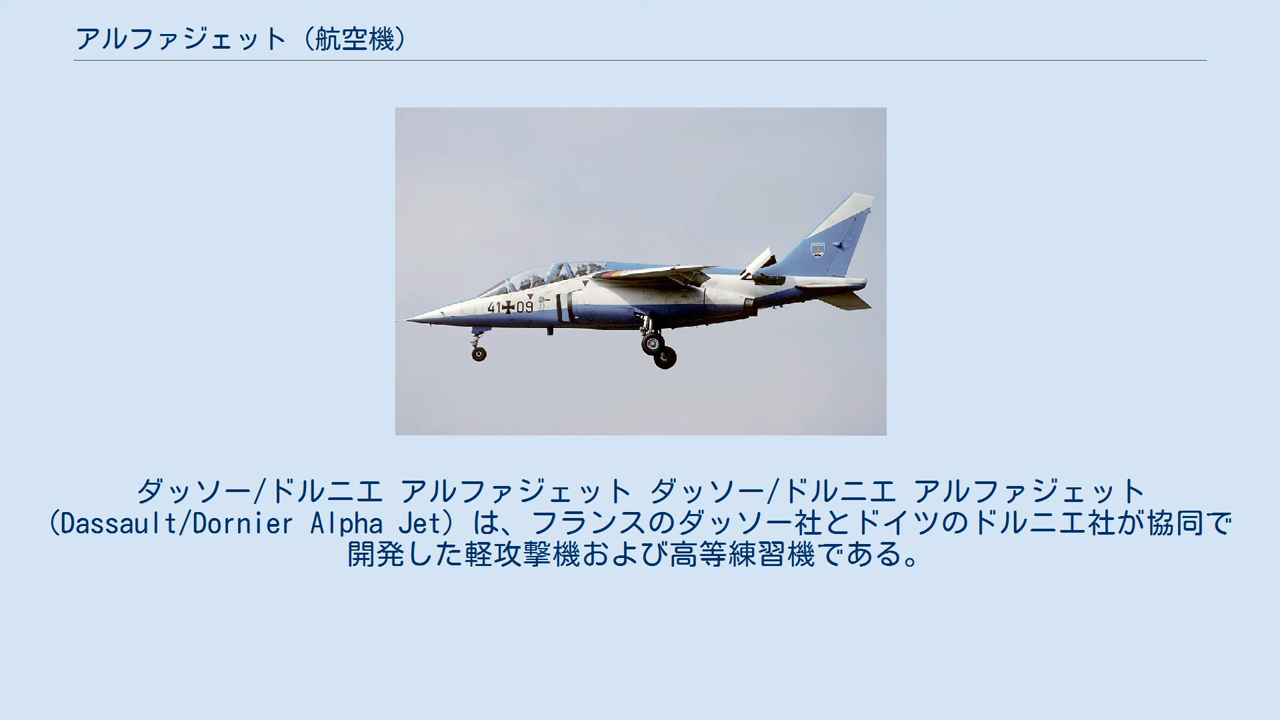 アルファジェット（航空機）
41 09
ダッソー/ドルニエ アルファジェット ダッソー/ドルニエ アルファジェット
（Dassault/Dornier Alpha Jet）は、フランスのダッソー社とドイツのドルニエ社が協同で
開発した軽攻撃機および高等練習機である。